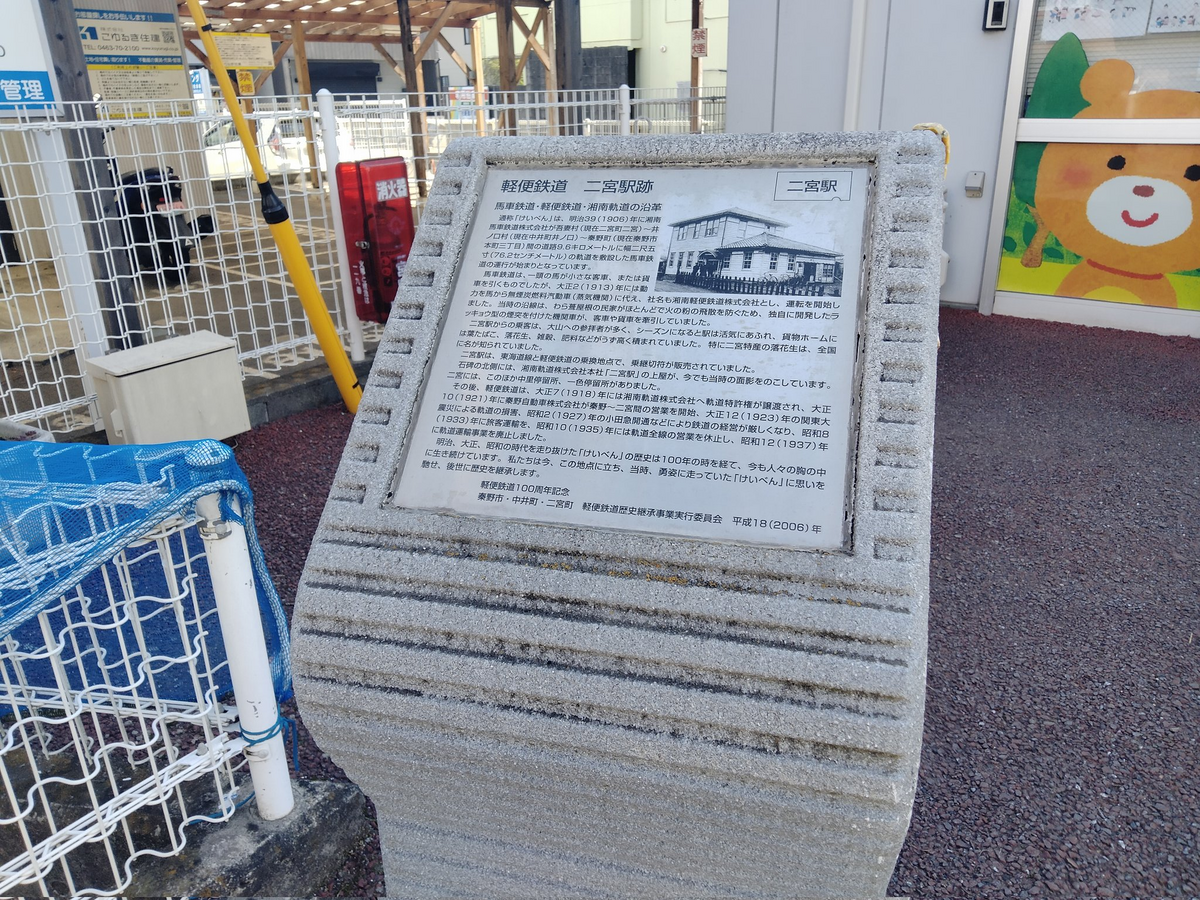 軽便鉄道　二宮駅跡
二宮駅
馬車鉄道・軽便鉄道・湘南軌道の沿革
通称「けいべん」は、明治39(1906)年に湘南
馬車鉄道株式会社が吾妻村(現在二宮町二宮)～井
ノ口村(現在中井町井ノ口)～秦野町(現在秦野市
本町三丁目)間の道路9.6キロメートルに幅二尺五
寸(76.2センチメートル)の軌道を敷設した馬車鉄
道の運行が始まりとなっています。
馬車鉄道は、一頭の馬が小さな客車、または貨
車を引くものでしたが、大正2(1913)年には動
力を馬から無煙炭燃料汽動車(蒸気機関)に代え、社名も湘南軽便鉄道株式会社とし、運転を開始し
ました。当時の沿線は、わら葺屋根の民家がほとんどで火の粉の飛散を防ぐため、独自に開発したラ
ッキョウ型の煙突を付けた機関車が、客車や貨車を牽引していました。
二宮駅からの乗客は、大山への参拝者が多く、シーズンになると駅は活気にあふれ、貨物ホームに
は葉たばこ、落花生、雑穀、肥料などがうず高く積まれていました。特に二宮特産の落花生は、全国
に名が知られていました。
二宮駅は、東海道線と軽便鉄道の乗換地点で、乗継切符が販売されていました。
石碑の北側には、湘南軌道株式会社本社「二宮駅」の上屋が、今でも当時の面影をのこしています。
二宮には、このほか中里停留所、一色停留所がありました。
その後、軽便鉄道は、大正7(1918)年には湘南軌道株式会社へ軌道特許権が譲渡され、大正
10(1921)年に秦野自動車株式会社が秦野～二宮間の営業を開始、大正12(1923)年の関東大
震災による軌道の損害、昭和2(1927)年の小田急開通などにより鉄道の経営が厳しくなり、昭和8
(1933)年に旅客運輸を、昭和10(1935)年には軌道全線の営業を休止し、昭和12(1937)年
に軌道運輸事業を廃止しました。
明治、大正、昭和の時代を走り抜けた「けいべん」の歴史は100年の時を経て、今も人々の胸の中
に生き続けています。私たちは今、この地点に立ち、当時、勇姿に走っていた「けいべん」に思いを
馳せ、後世に歴史を継承します。
軽便鉄道100周年記念
秦野市・中井町・二宮町　軽便鉄道歴史継承事業実行委員会　平成18(2006)年
消火器
管理
こゆるぎ住建
TEL 0463-70-2100
禁煙
禁煙